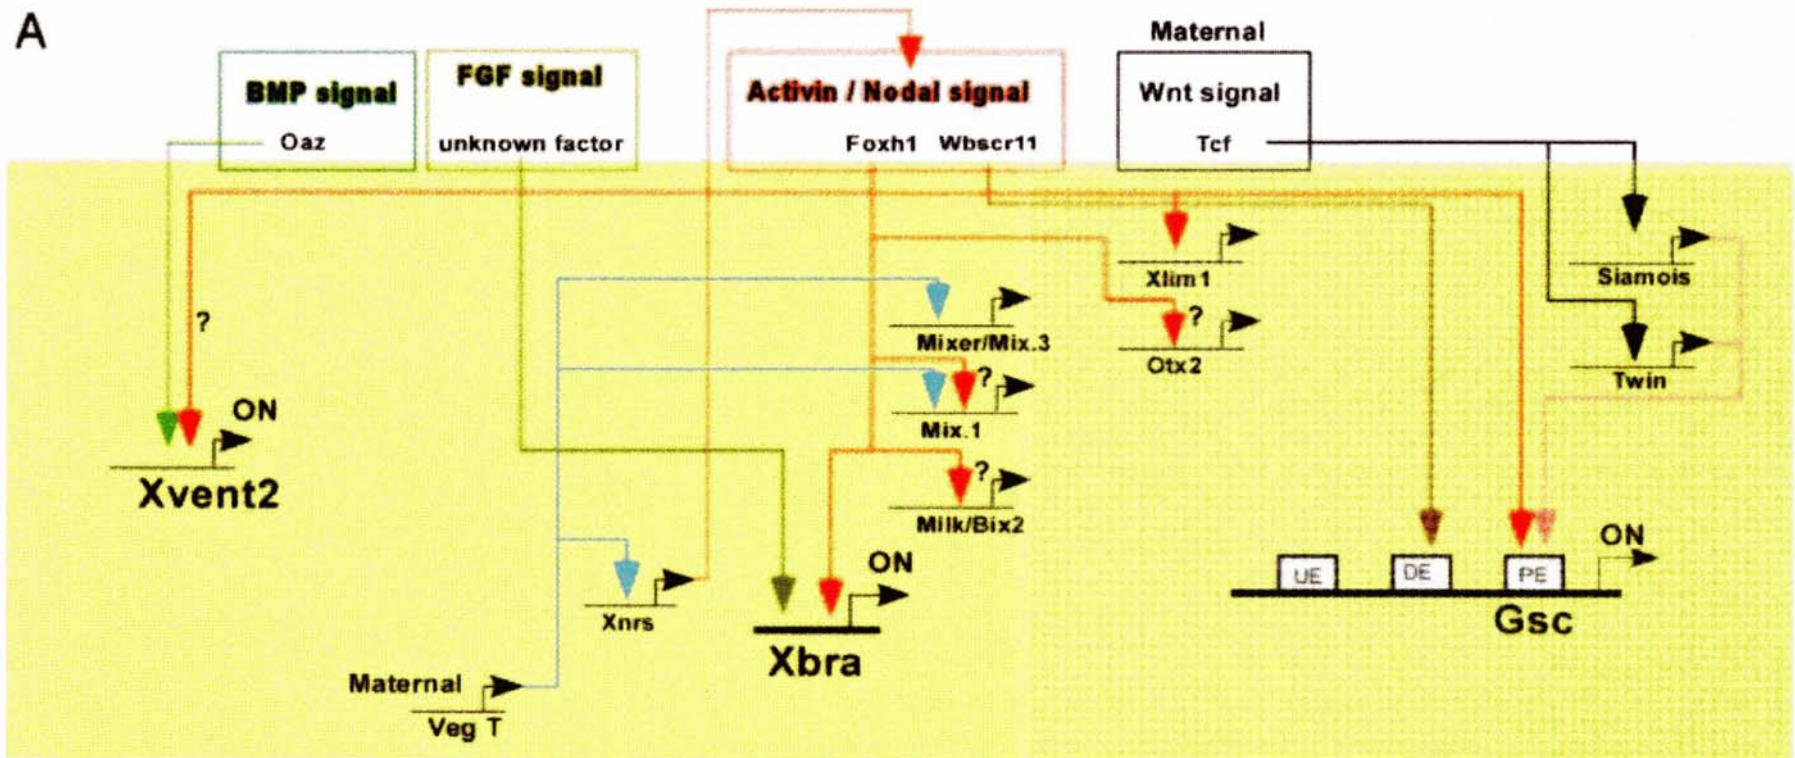 A
Maternal
BMP signal
Oaz
FGF signal
unknown factor
Activin / Nodal signal
Foxh1 Wbscr11
Wnt signal
Tcf
?
ON
Xvent2
Mixer/Mix.3
?
Mix.1
?
Milk/Bix2
Xlim1
?
Otx2
Siamois
Twin
Xnrs
ON
Xbra
Maternal
Veg T
UE
DE
PE
ON
Gsc